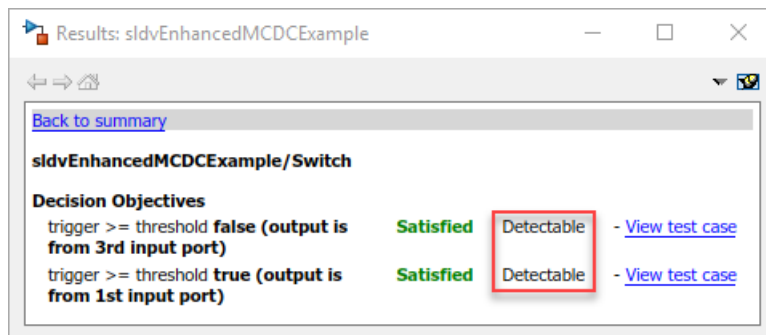 Results: sldvEnhancedMCDCExample
Back to summary
sldvEnhancedMCDCExample/Switch
Decision Objectives
trigger >= threshold false (output is Satisfied Detectable - View test case
from 3rd input port)
trigger >= threshold true (output is Satisfied Detectable - View test case
from 1st input port)